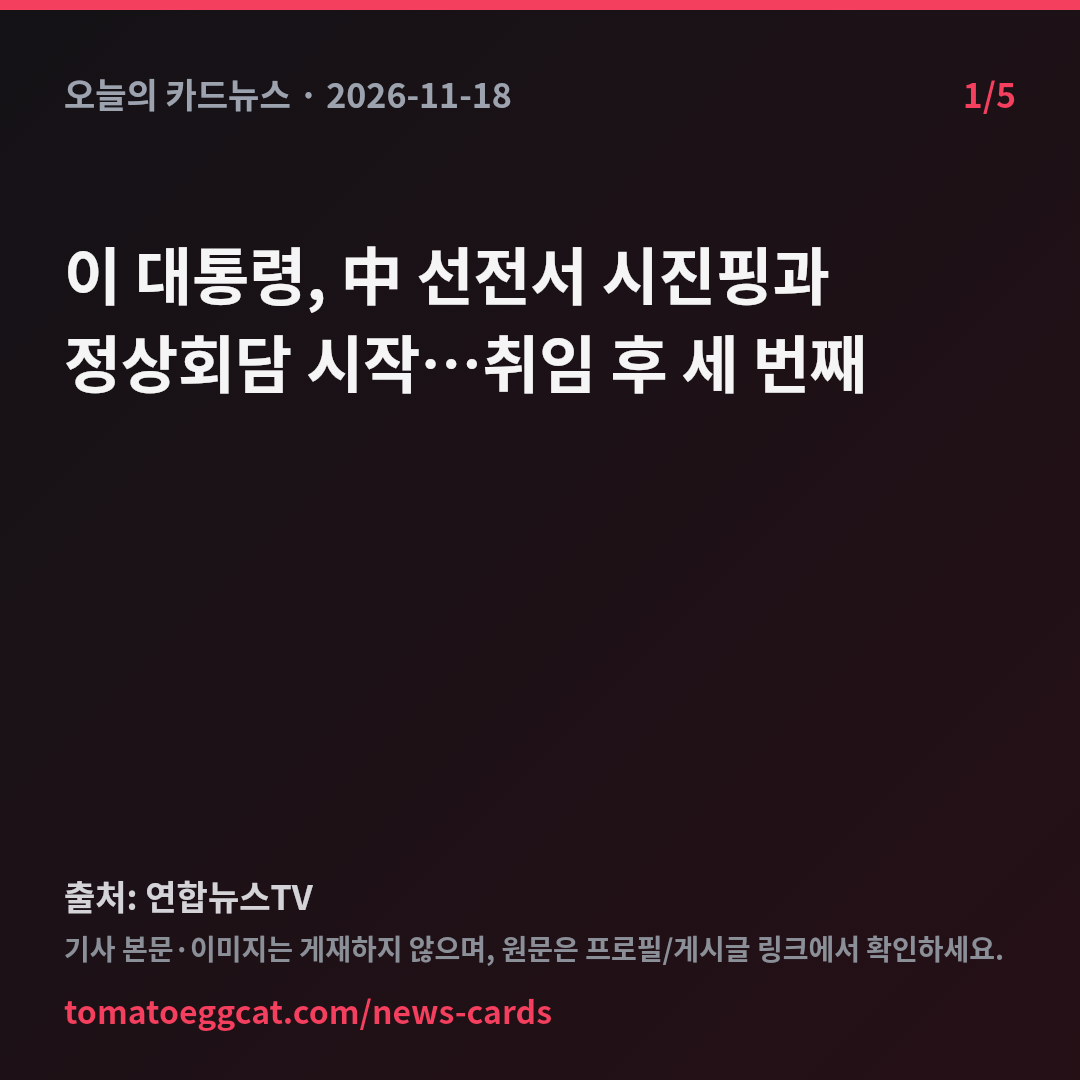 오늘의 카드뉴스 · 2026-11-18
1/5
이 대통령, 中 선전서 시진핑과
정상회담 시작…취임 후 세 번째
출처: 연합뉴스TV
기사 본문·이미지는 게재하지 않으며, 원문은 프로필/게시글 링크에서 확인하세요.
tomatoeggcat.com/news-cards